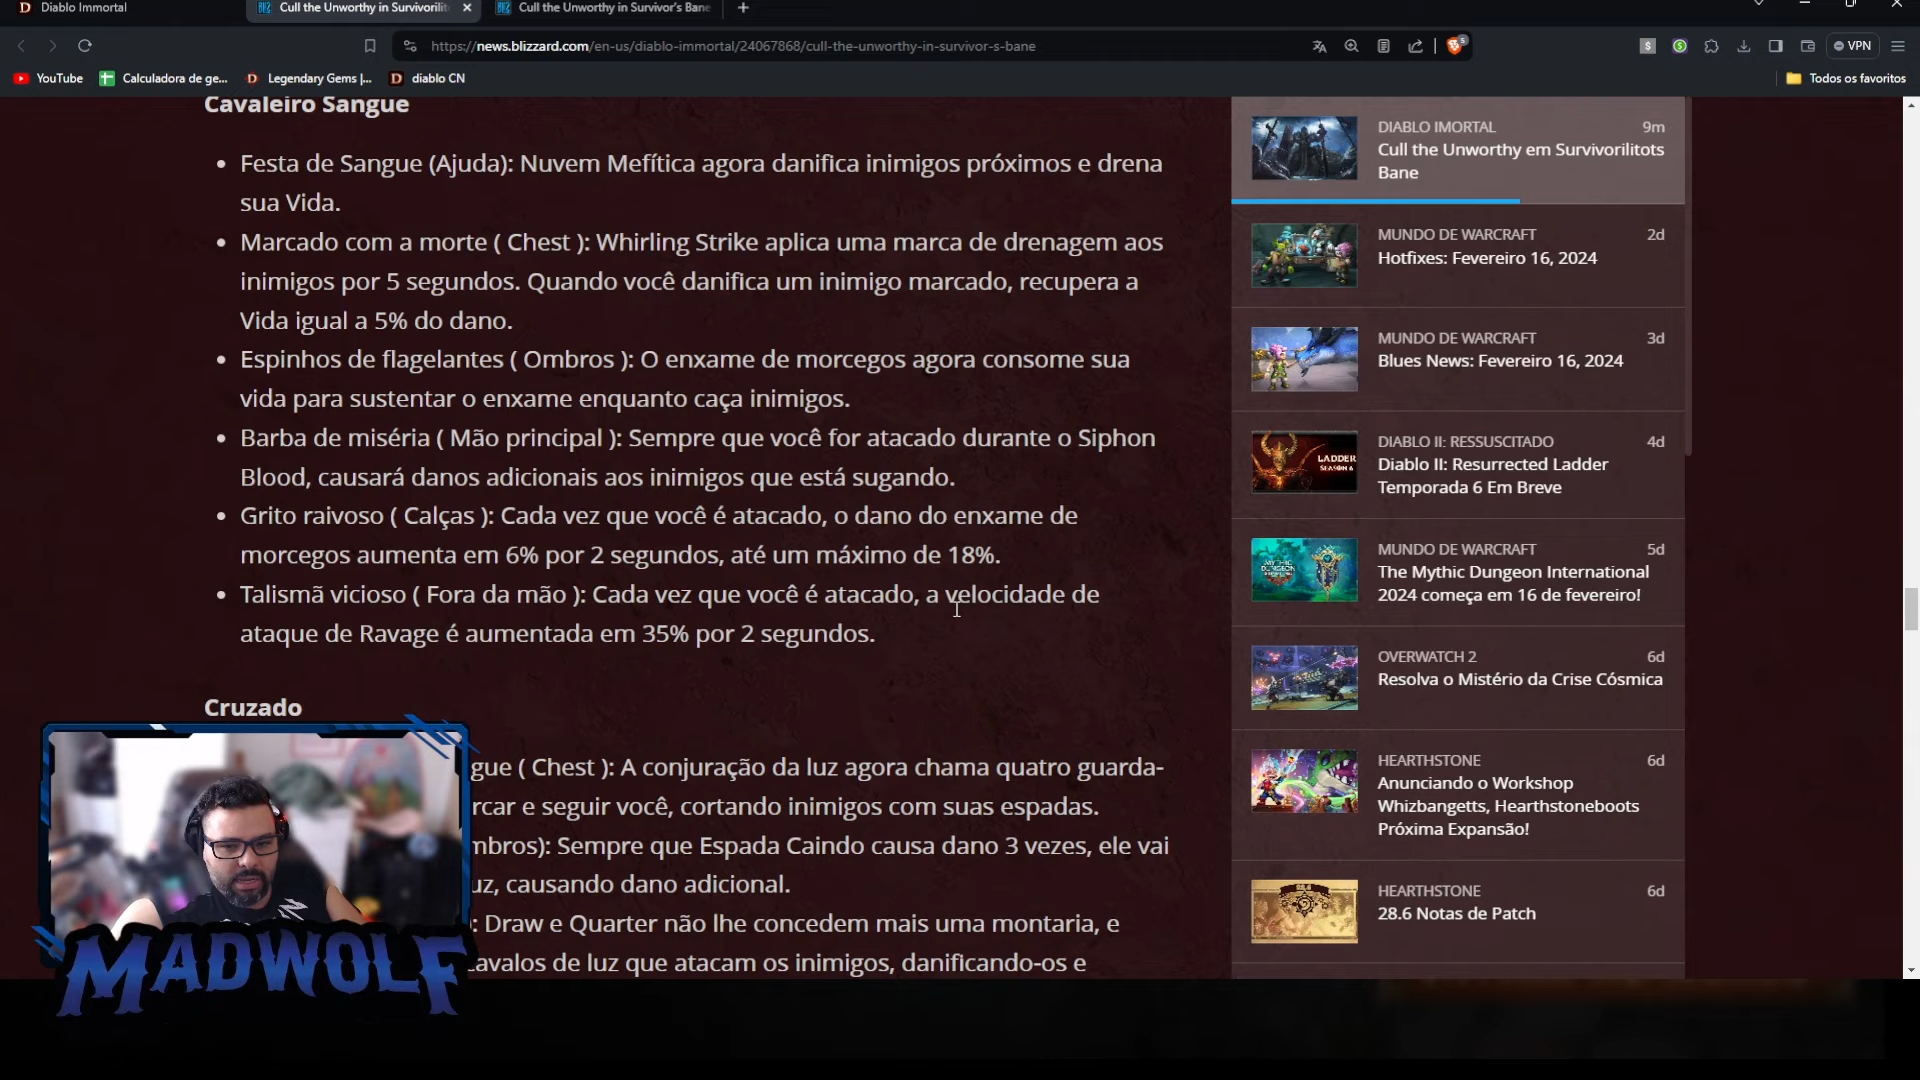 Diablo Immortal
Cull the Unworthy in Survivorilit
Cull the Unworthy in Survivor's Bane
https://news.blizzard.com/en-us/diablo-immortal/24067868/cull-the-unworthy-in-survivor-s-bane
5
VPN
YouTube
Calculadora de ge...
Legendary Gems |...
diablo CN
Todos os favoritos
Cavaleiro Sangue
• Festa de Sangue (Ajuda): Nuvem Mefítica agora danifica inimigos próximos e drena
sua Vida.
• Marcado com a morte ( Chest ): Whirling Strike aplica uma marca de drenagem aos
inimigos por 5 segundos. Quando você danifica um inimigo marcado, recupera a
Vida igual a 5% do dano.
• Espinhos de flagelantes ( Ombros ): O enxame de morcegos agora consome sua
vida para sustentar o enxame enquanto caça inimigos.
• Barba de miséria ( Mão principal ): Sempre que você for atacado durante o Siphon
Blood, causará danos adicionais aos inimigos que está sugando.
• Grito raivoso ( Calças ): Cada vez que você é atacado, o dano do enxame de
morcegos aumenta em 6% por 2 segundos, até um máximo de 18%.
• Talismã vicioso ( Fora da mão ): Cada vez que você é atacado, a velocidade de
ataque de Ravage é aumentada em 35% por 2 segundos.
Cruzado
gue ( Chest ): A conjuração da luz agora chama quatro guarda-
rcar e seguir você, cortando inimigos com suas espadas.
mbros): Sempre que Espada Caindo causa dano 3 vezes, ele vai
uz, causando dano adicional.
: Draw e Quarter não lhe concedem mais uma montaria, e
cavalos de luz que atacam os inimigos, danificando-os e
MADWOLF
DIABLO IMORTAL 9m
Cull the Unworthy em Survivorilitots
Bane
MUNDO DE WARCRAFT 2d
Hotfixes: Fevereiro 16, 2024
MUNDO DE WARCRAFT 3d
Blues News: Fevereiro 16, 2024
LADDER
SEASON 6
DIABLO II: RESSUSCITADO 4d
Diablo II: Resurrected Ladder
Temporada 6 Em Breve
MYTHIC
DUNGEON
MUNDO DE WARCRAFT 5d
The Mythic Dungeon International
2024 começa em 16 de fevereiro!
OVERWATCH 2 6d
Resolva o Mistério da Crise Cósmica
HEARTHSTONE 6d
Anunciando o Workshop
Whizbangetts, Hearthstoneboots
Próxima Expansão!
HEARTHSTONE 6d
28.6 Notas de Patch